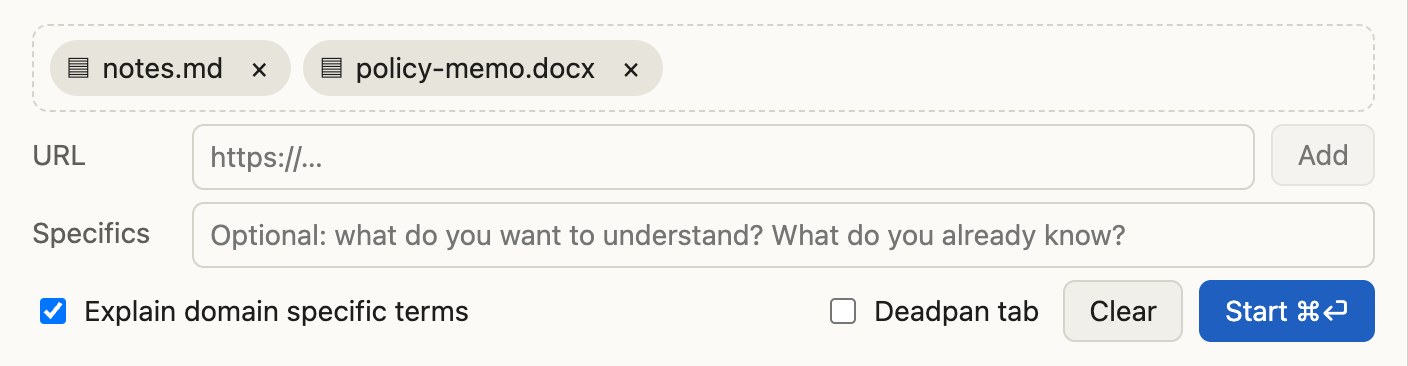 notes.md × policy-memo.docx ×
URL https://... Add
Specifics Optional: what do you want to understand? What do you already know?
Explain domain specific terms Deadpan tab Clear Start ⌘↩